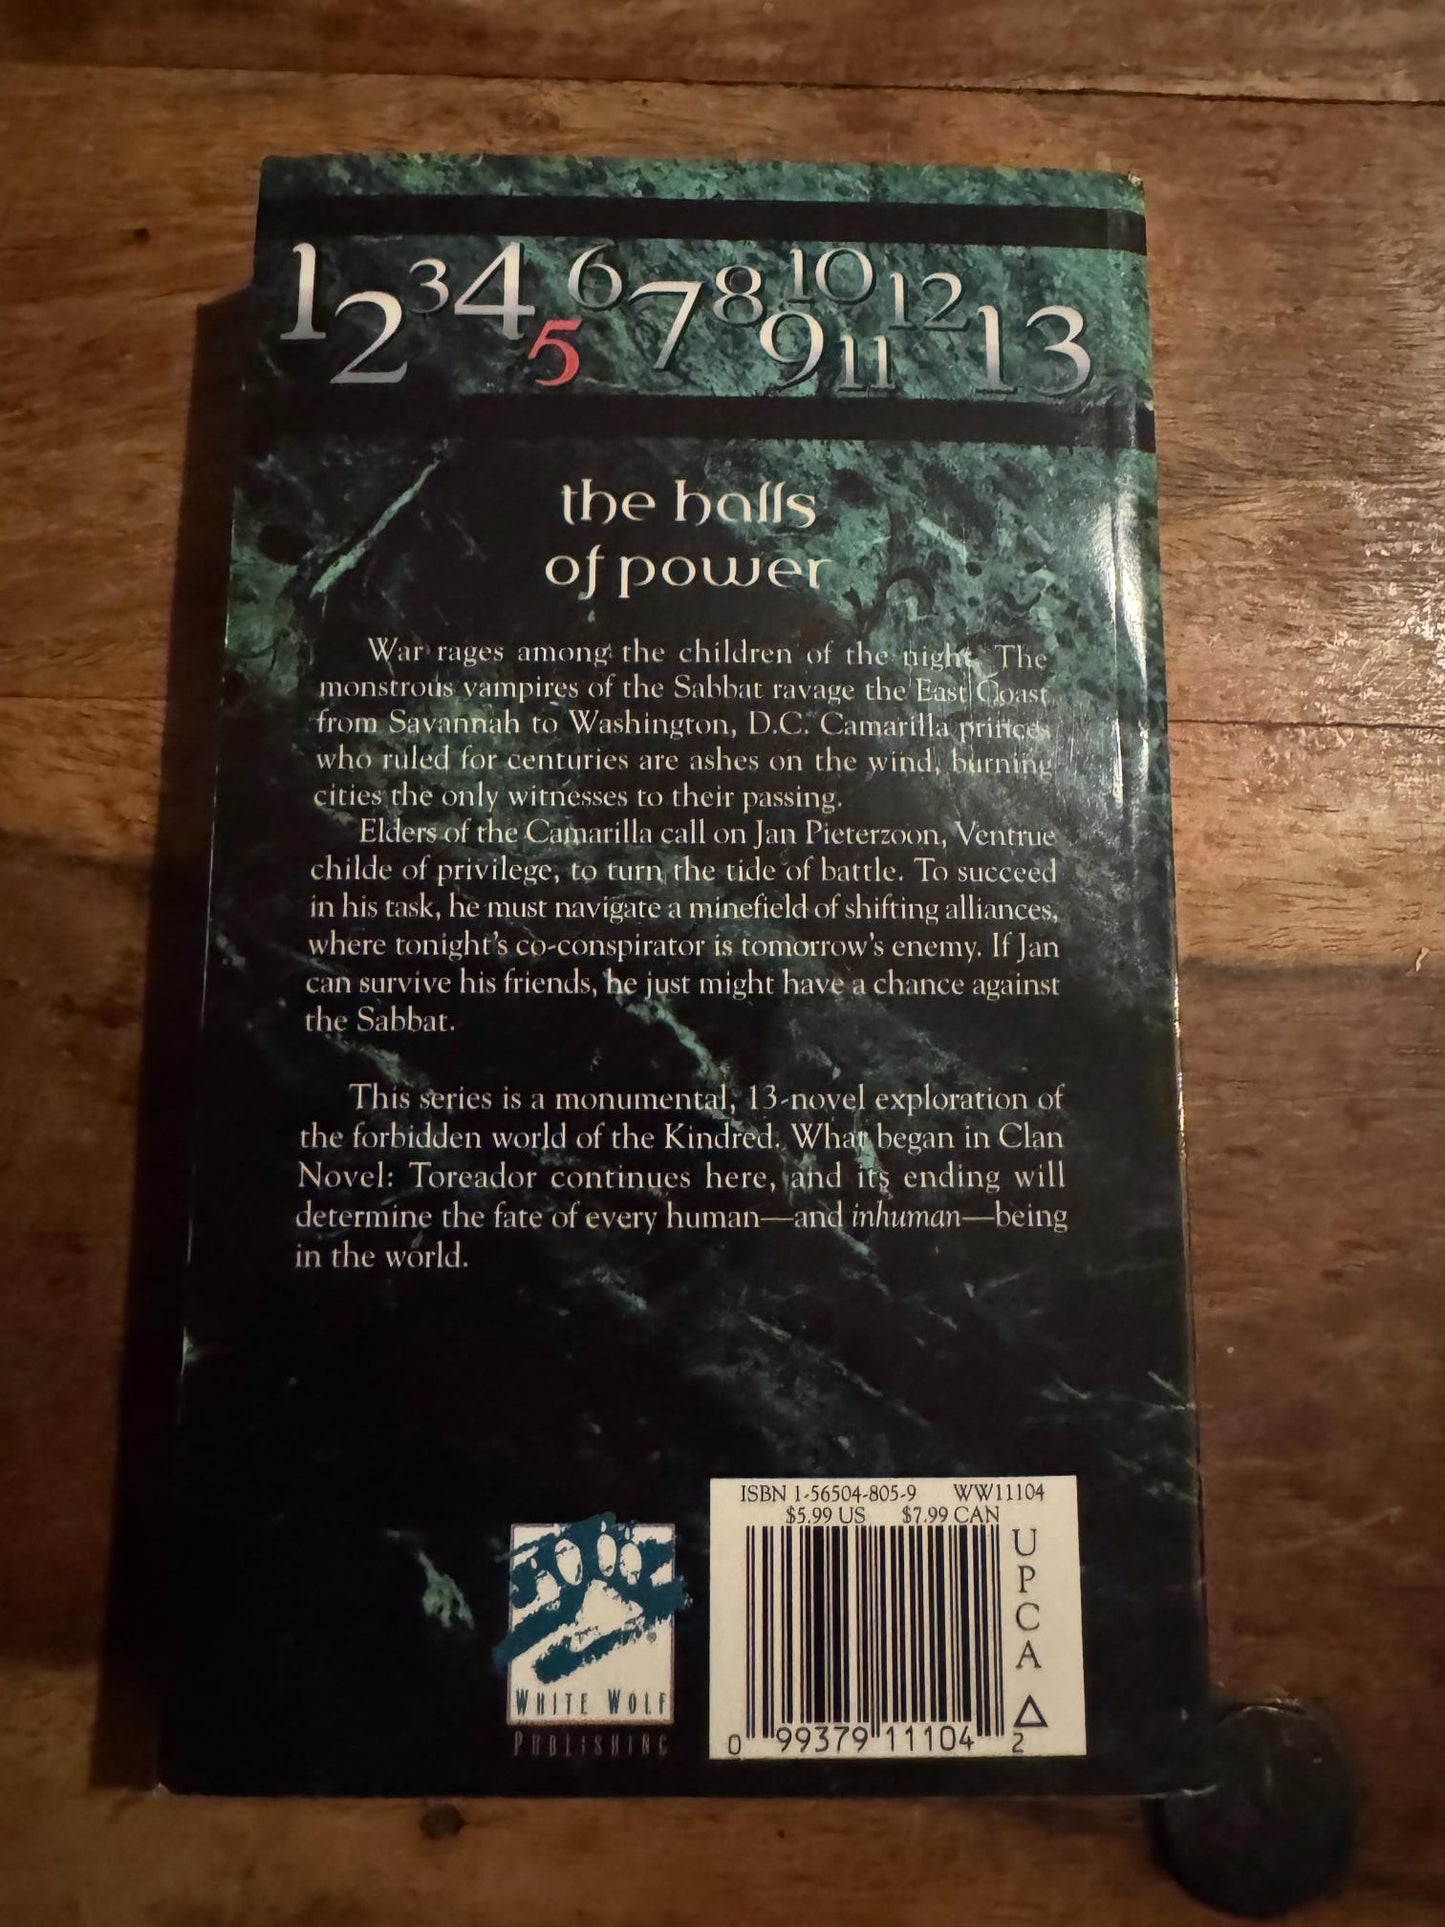 1 2 3 4 5 6 7 8 9 10 11 12 13
the halls
of power
War rages among the children of the night. The
monstrous vampires of the Sabbat ravage the East Coast
from Savannah to Washington, D.C. Camarilla princes
who ruled for centuries are ashes on the wind, burning
cities the only witnesses to their passing.
Elders of the Camarilla call on Jan Pieterzoon, Ventrue
childe of privilege, to turn the tide of battle. To succeed
in his task, he must navigate a minefield of shifting alliances,
where tonight's co-conspirator is tomorrow's enemy. If Jan
can survive his friends, he just might have a chance against
the Sabbat.
This series is a monumental, 13-novel exploration of
the forbidden world of the Kindred. What began in Clan
Novel: Toreador continues here, and its ending will
determine the fate of every human—and inhuman—being
in the world.
WHITE WOLF
PUBLISHING
ISBN 1-56504-805-9 WW11104
$5.99 US $7.99 CAN
UPCA
0 99379 11104 2